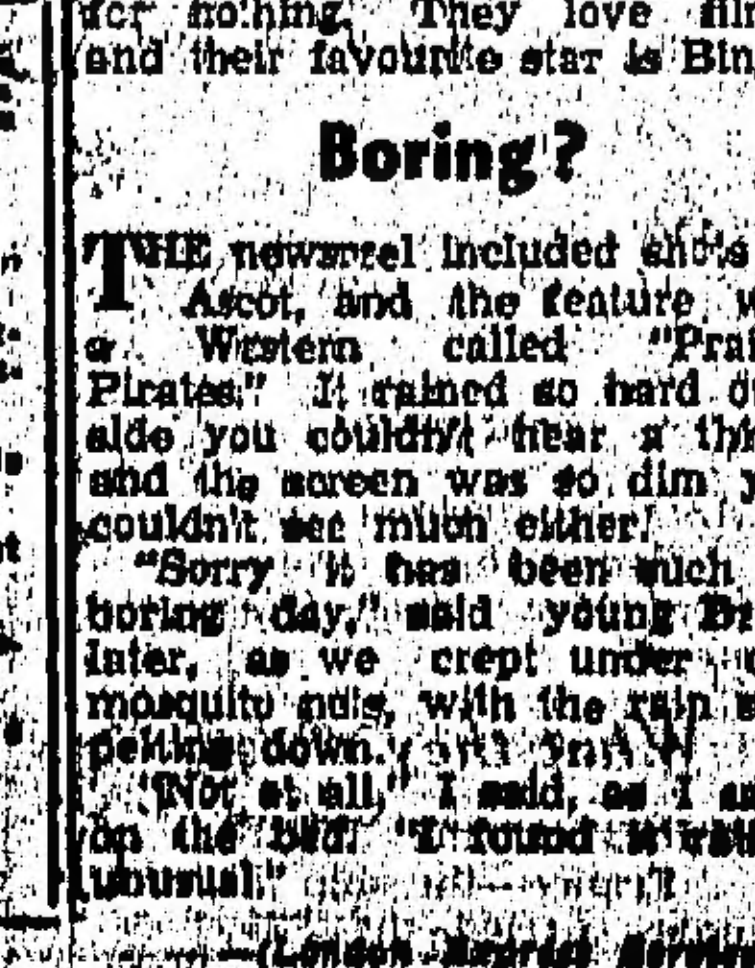 for nothing. They love
and their favourite star is
Boring?
THE newsreel included shots
Ascot, and the feature
a Western called "Prai
Pirates." It rained so hard o
side you couldn't hear a thi
and the screen was so dim y
couldn't see much either.
"Sorry it has been such
boring day," said young
later, as we crept under
mosquito nets, with the rain s
pelting down.
"Not at all," I said, as I
on the bed. "I found it
unusual."
—(London Express Service